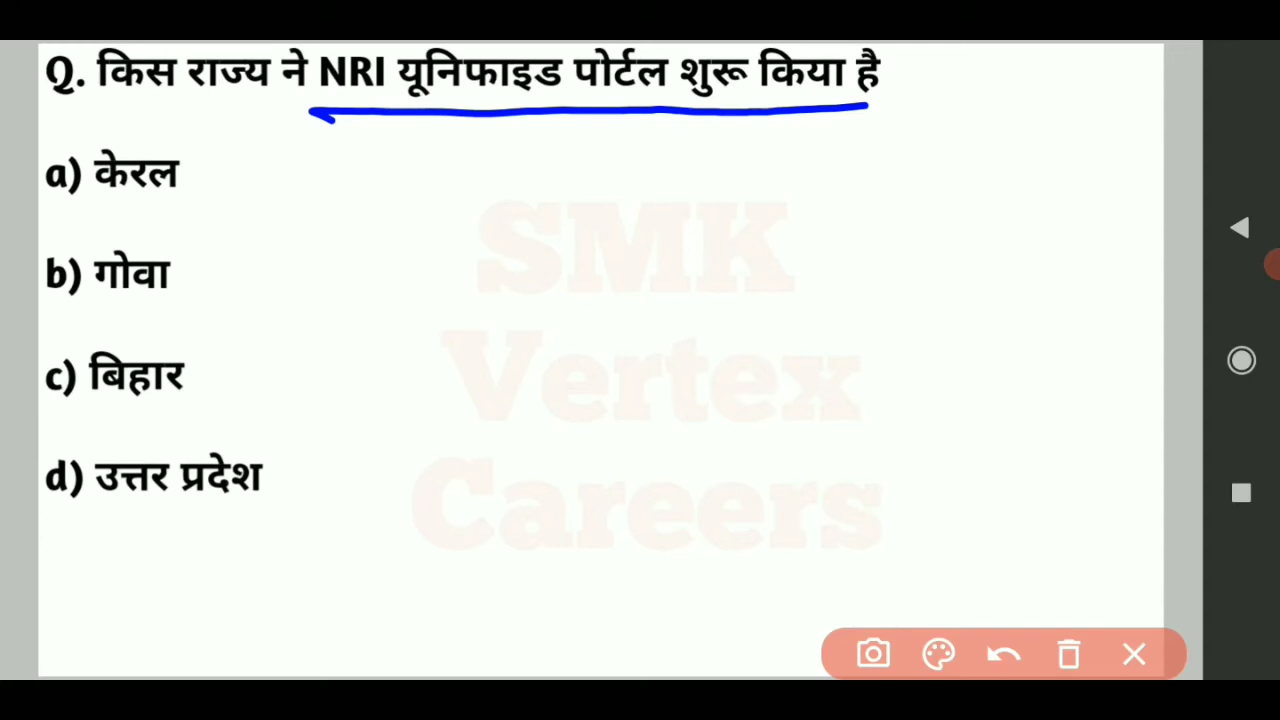 Q. किस राज्य ने NRI यूनिफाइड पोर्टल शुरू किया है
a) केरल
b) गोवा
c) बिहार
d) उत्तर प्रदेश
SMK
Vertex
Careers